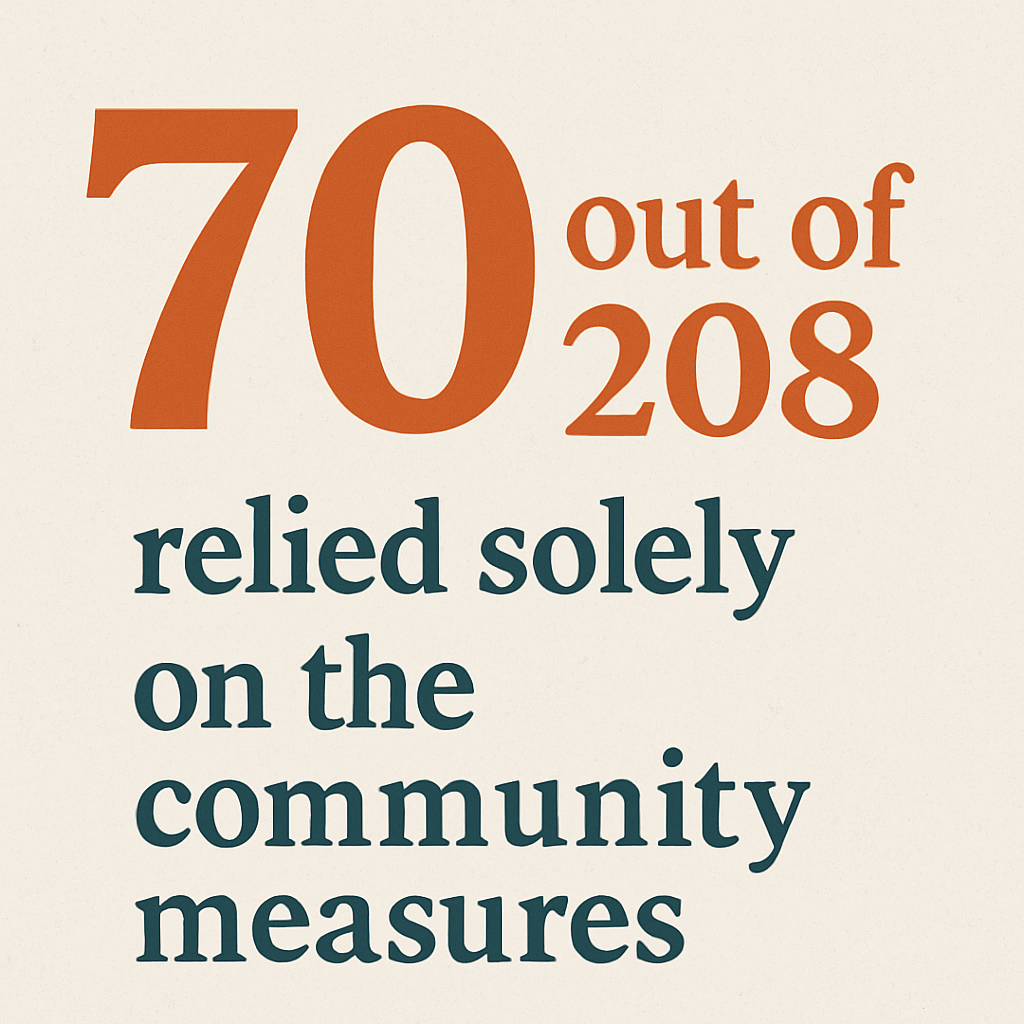 70 out of
208
relied solely
on the
community
measures